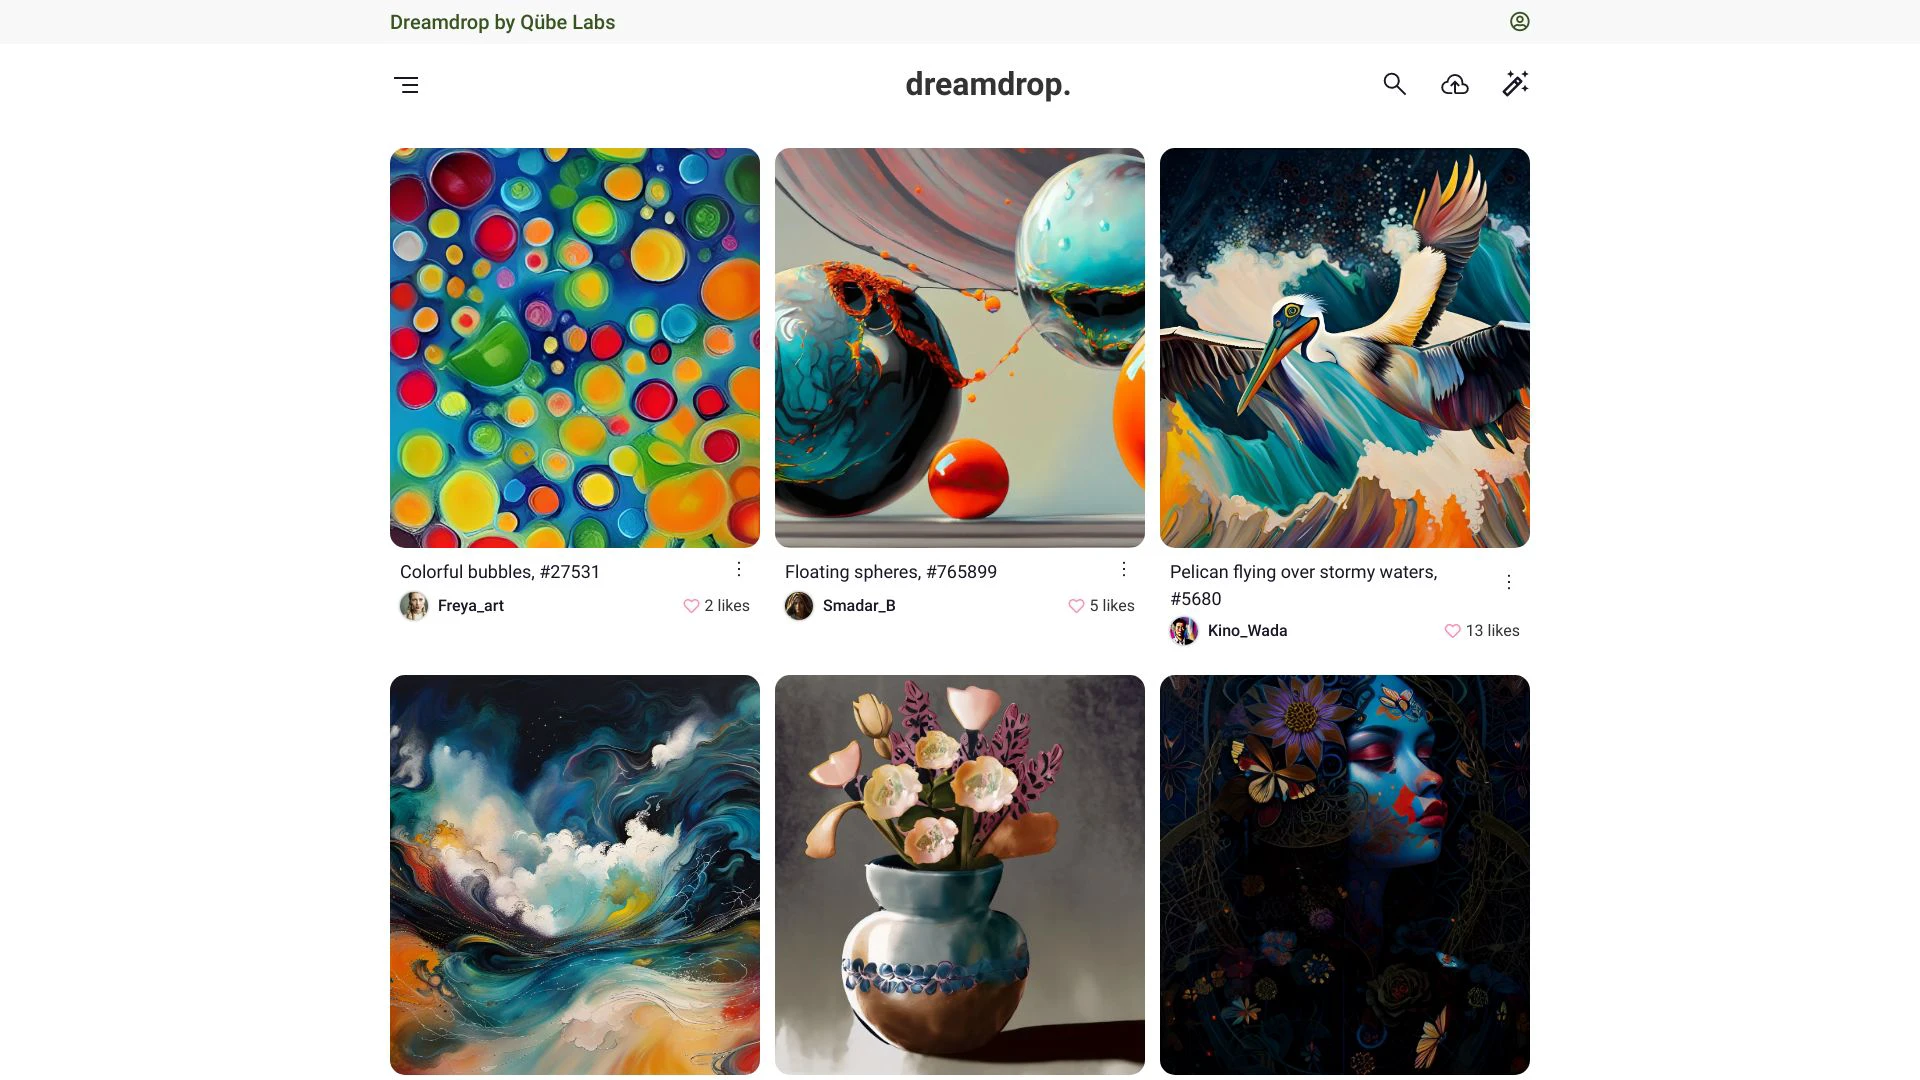 Dreamdrop by Qübe Labs
dreamdrop.
Colorful bubbles, #27531
Freya_art
2 likes
Floating spheres, #765899
Smadar_B
5 likes
Pelican flying over stormy waters,
#5680
Kino_Wada
13 likes